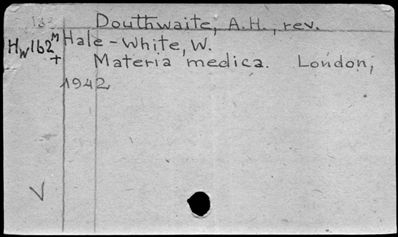 Douthwaite, A.H., rev.
HW162M Hale-White, W.
+ Materia medica. London,
1942